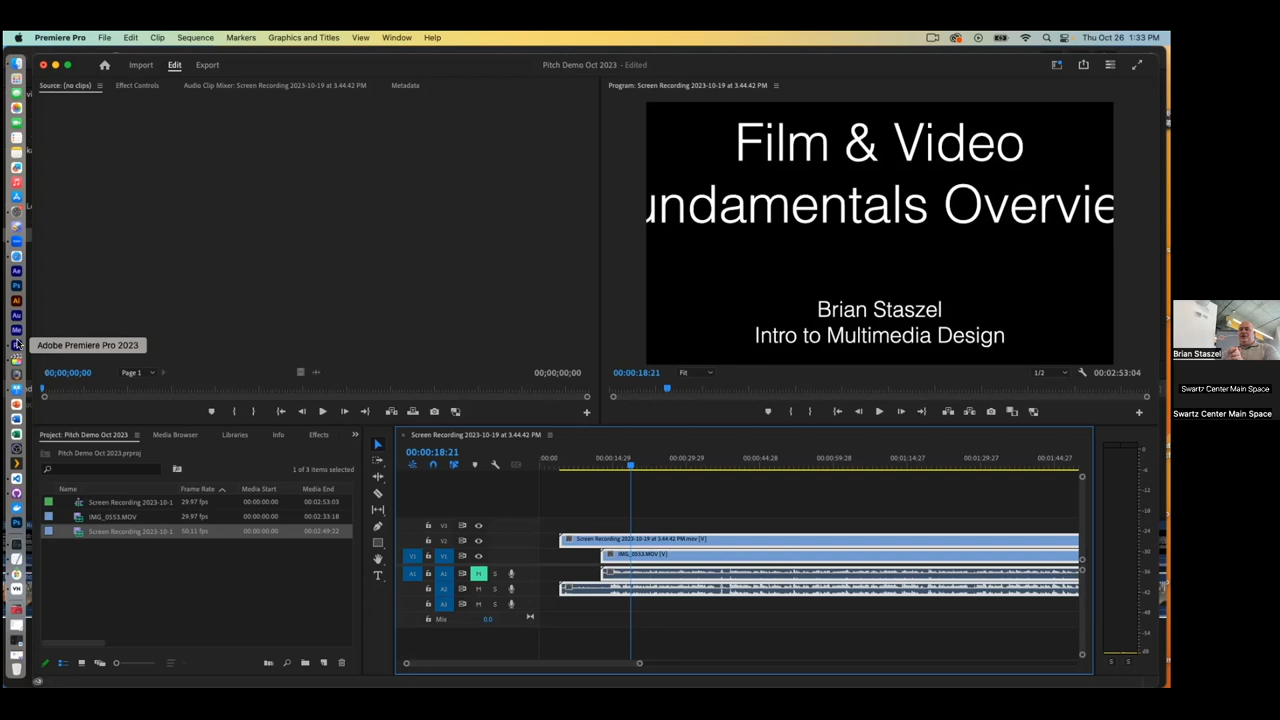 Premiere Pro File Edit Clip Sequence Markers Graphics and Titles View Window Help
Thu Oct 26 1:33 PM
Import Edit Export
Pitch Demo Oct 2023 - Edited
Source: (no clips) Effect Controls Audio Clip Mixer: Screen Recording 2023-10-19 at 3.44.42 PM Metadata
Program: Screen Recording 2023-10-19 at 3.44.42 PM
Film & Video
undamentals Overvie
Brian Staszel
Intro to Multimedia Design
Ae
Ps
Ai
Au
Me
Adobe Premiere Pro 2023
Ps
VN
Brian Staszel
Swartz Center Main Space
Swartz Center Main Space
00;00;00;00 Page 1 00;00;00;00
00:00:18:21 Fit 1/2 00:02:53:04
Project: Pitch Demo Oct 2023 Media Browser Libraries Info Effects
Pitch Demo Oct 2023.prproj
1 of 3 items selected
Name Frame Rate Media Start Media End
Screen Recording 2023-10-1 29.97 fps 00:00:00:00 00:02:53:03
IMG_0553.MOV 29.97 fps 00:00:00:00 00:02:33:18
Screen Recording 2023-10-1 50.11 fps 00:00:00:00 00:02:49:22
Screen Recording 2023-10-19 at 3.44.42 PM
00:00:18:21
:00:00 00:00:14:29 00:00:29:29 00:00:44:28 00:00:59:28 00:01:14:27 00:01:29:27 00:01:44:27
V3
V2 Screen Recording 2023-10-19 at 3.44.42 PM.mov [V]
V1 V1 IMG_0553.MOV [V]
A1 A1 M S
A2 M S
A3 M S
Mix 0.0
S S